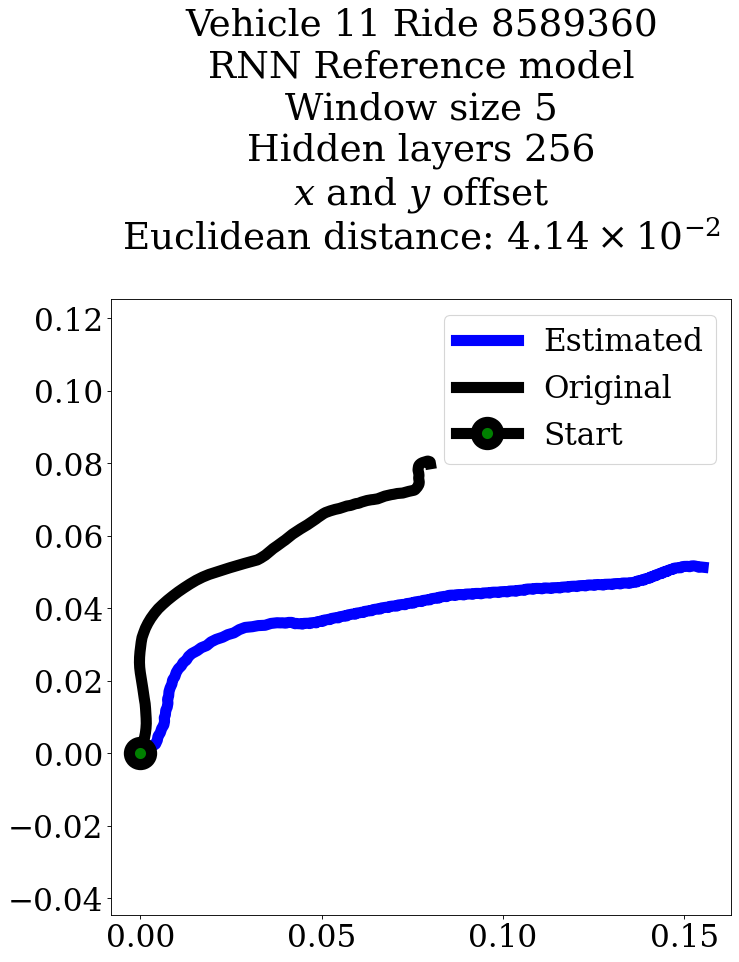 Vehicle 11 Ride 8589360
RNN Reference model
Window size 5
Hidden layers 256
x and y offset
Euclidean distance: 4.14 × 10⁻²
Estimated
Original
Start
0.12
0.10
0.08
0.06
0.04
0.02
0.00
−0.02
−0.04
0.00 0.05 0.10 0.15